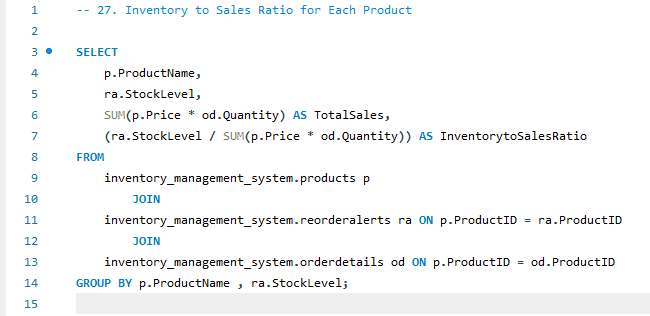 1 -- 27. Inventory to Sales Ratio for Each Product
2
3 SELECT
4 p.ProductName,
5 ra.StockLevel,
6 SUM(p.Price * od.Quantity) AS TotalSales,
7 (ra.StockLevel / SUM(p.Price * od.Quantity)) AS InventorytoSalesRatio
8 FROM
9 inventory_management_system.products p
10 JOIN
11 inventory_management_system.reorderalerts ra ON p.ProductID = ra.ProductID
12 JOIN
13 inventory_management_system.orderdetails od ON p.ProductID = od.ProductID
14 GROUP BY p.ProductName , ra.StockLevel;
15